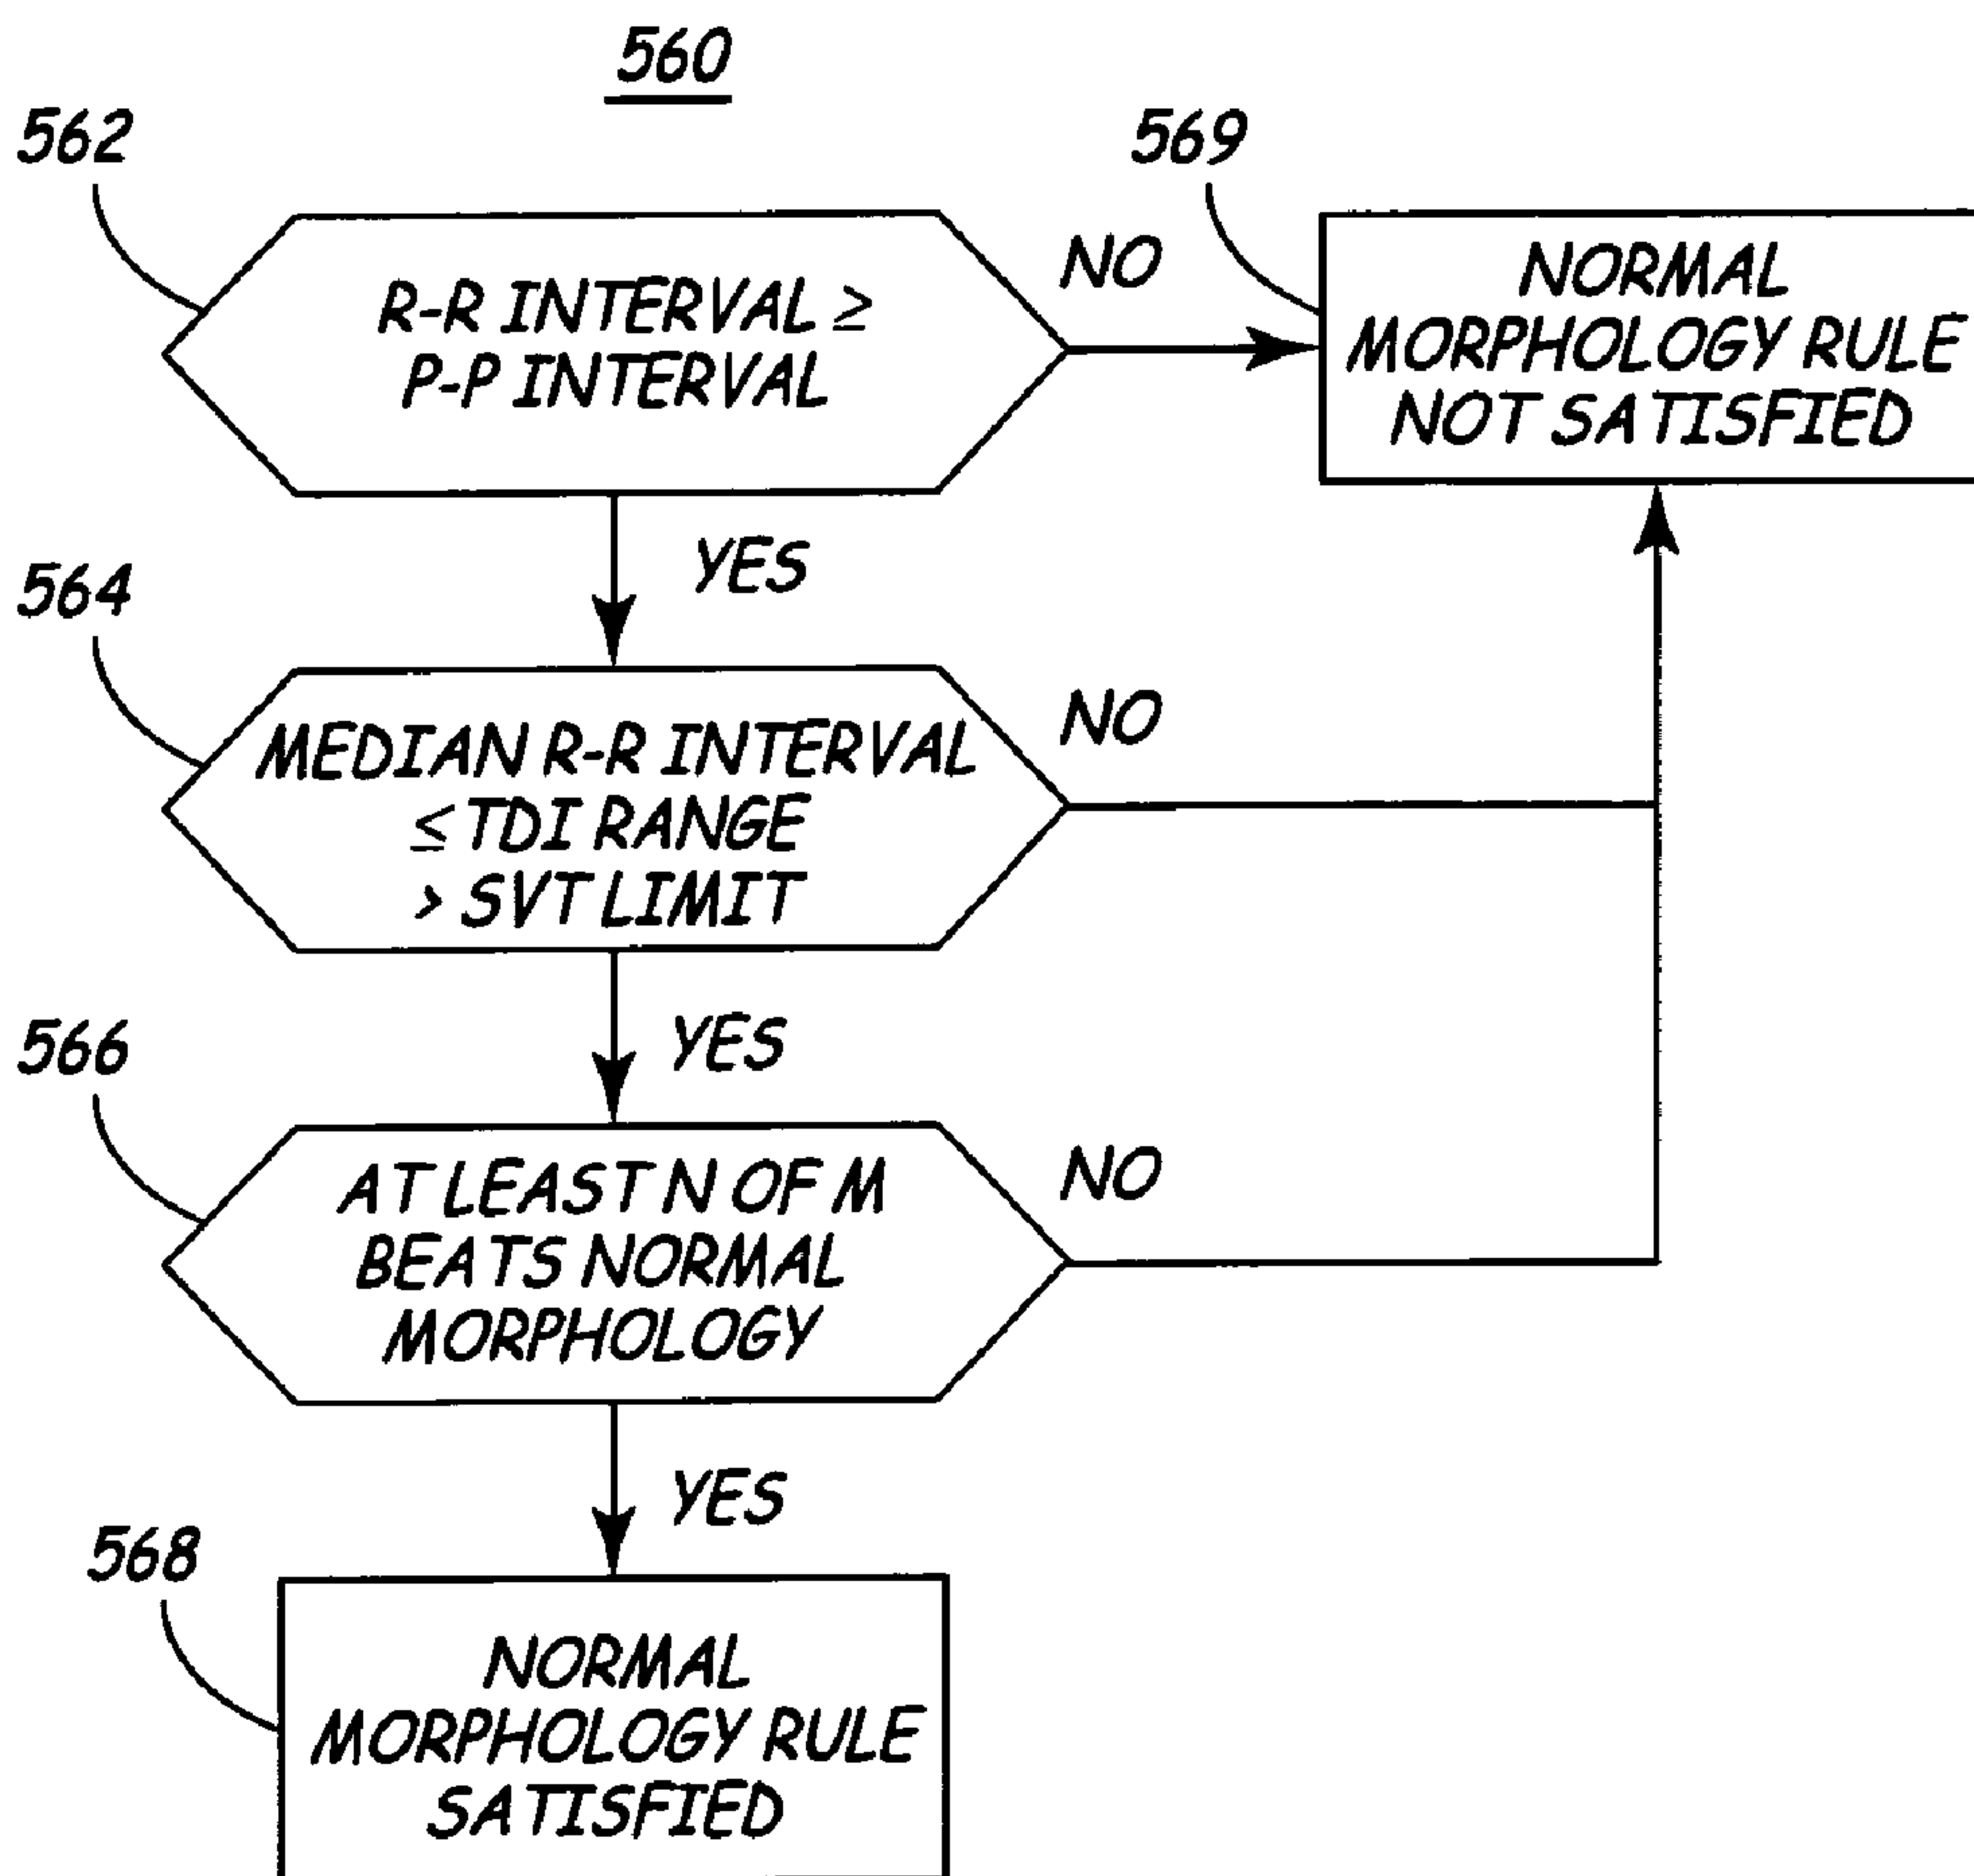 560
562
569
R-R INTERVAL ≥
P-P INTERVAL
NO
NORMAL
MORPHOLOGY RULE
NOT SATISFIED
YES
564
MEDIAN R-R INTERVAL
≤ TDI RANGE
> SVT LIMIT
NO
YES
566
AT LEAST N OF M
BEATS NORMAL
MORPHOLOGY
NO
YES
568
NORMAL
MORPHOLOGY RULE
SATISFIED